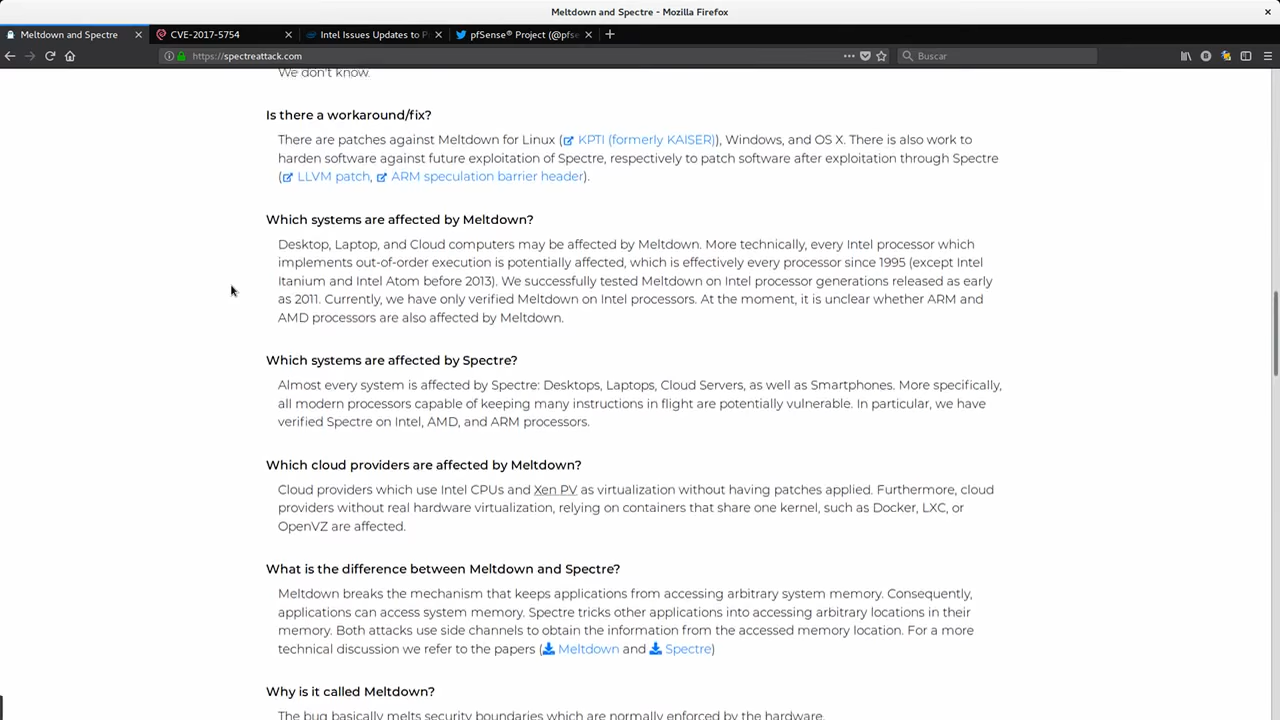 Meltdown and Spectre - Mozilla Firefox
Meltdown and Spectre
CVE-2017-5754
Intel Issues Updates to P
pfSense® Project (@pfse
https://spectreattack.com
Buscar
We don't know.
Is there a workaround/fix?
There are patches against Meltdown for Linux ( KPTI (formerly KAISER)), Windows, and OS X. There is also work to
harden software against future exploitation of Spectre, respectively to patch software after exploitation through Spectre
( LLVM patch, ARM speculation barrier header).
Which systems are affected by Meltdown?
Desktop, Laptop, and Cloud computers may be affected by Meltdown. More technically, every Intel processor which
implements out-of-order execution is potentially affected, which is effectively every processor since 1995 (except Intel
Itanium and Intel Atom before 2013). We successfully tested Meltdown on Intel processor generations released as early
as 2011. Currently, we have only verified Meltdown on Intel processors. At the moment, it is unclear whether ARM and
AMD processors are also affected by Meltdown.
Which systems are affected by Spectre?
Almost every system is affected by Spectre: Desktops, Laptops, Cloud Servers, as well as Smartphones. More specifically,
all modern processors capable of keeping many instructions in flight are potentially vulnerable. In particular, we have
verified Spectre on Intel, AMD, and ARM processors.
Which cloud providers are affected by Meltdown?
Cloud providers which use Intel CPUs and Xen PV as virtualization without having patches applied. Furthermore, cloud
providers without real hardware virtualization, relying on containers that share one kernel, such as Docker, LXC, or
OpenVZ are affected.
What is the difference between Meltdown and Spectre?
Meltdown breaks the mechanism that keeps applications from accessing arbitrary system memory. Consequently,
applications can access system memory. Spectre tricks other applications into accessing arbitrary locations in their
memory. Both attacks use side channels to obtain the information from the accessed memory location. For a more
technical discussion we refer to the papers ( Meltdown and Spectre)
Why is it called Meltdown?
The bug basically melts security boundaries which are normally enforced by the hardware.